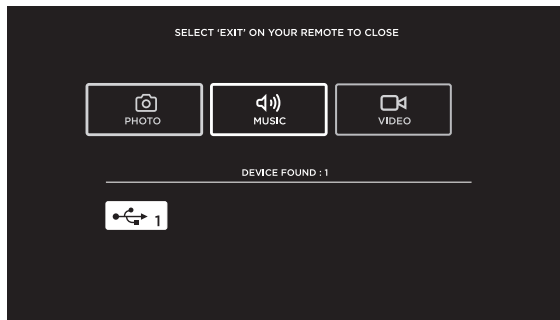 SELECT 'EXIT' ON YOUR REMOTE TO CLOSE
PHOTO
MUSIC
VIDEO
DEVICE FOUND : 1
1